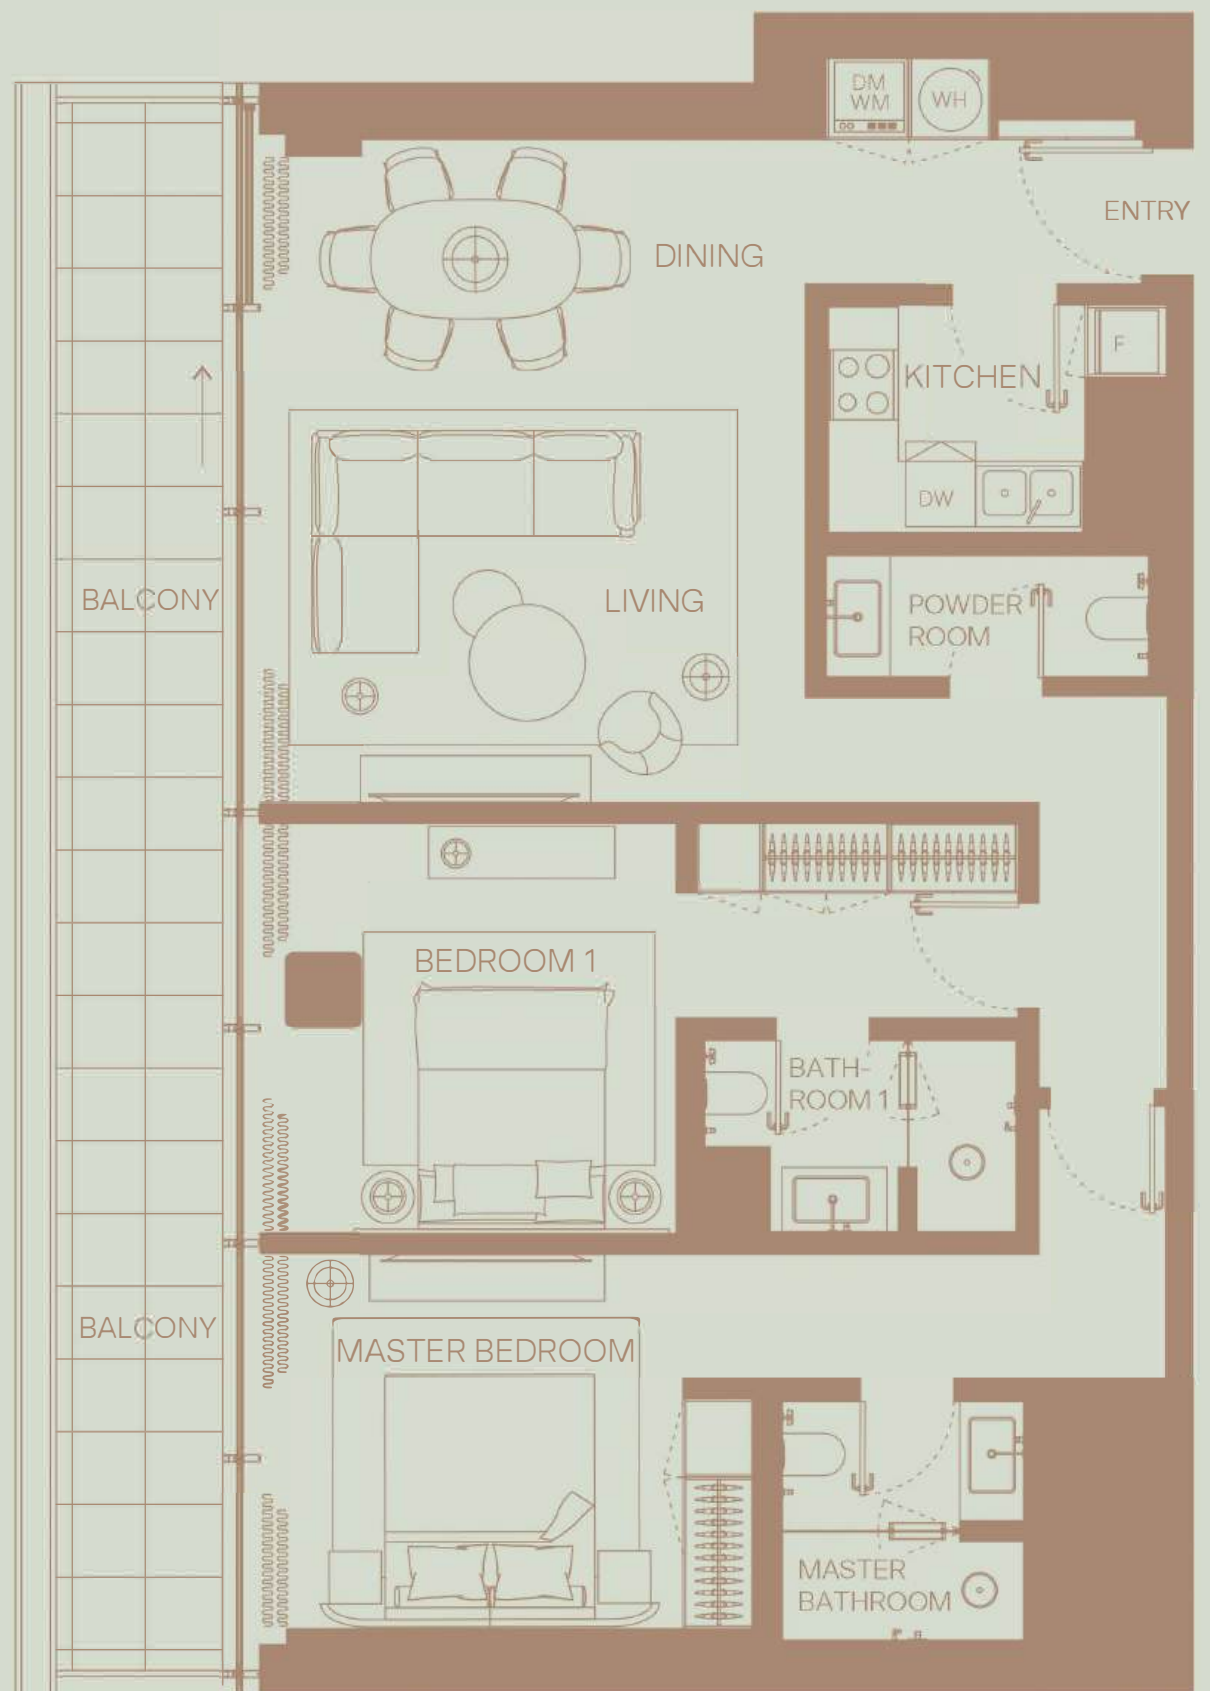 DM
WM
WH
ENTRY
DINING
F
KITCHEN
DW
BALCONY
LIVING
POWDER
ROOM
BEDROOM 1
BATH-
ROOM 1
BALCONY
MASTER BEDROOM
MASTER
BATHROOM